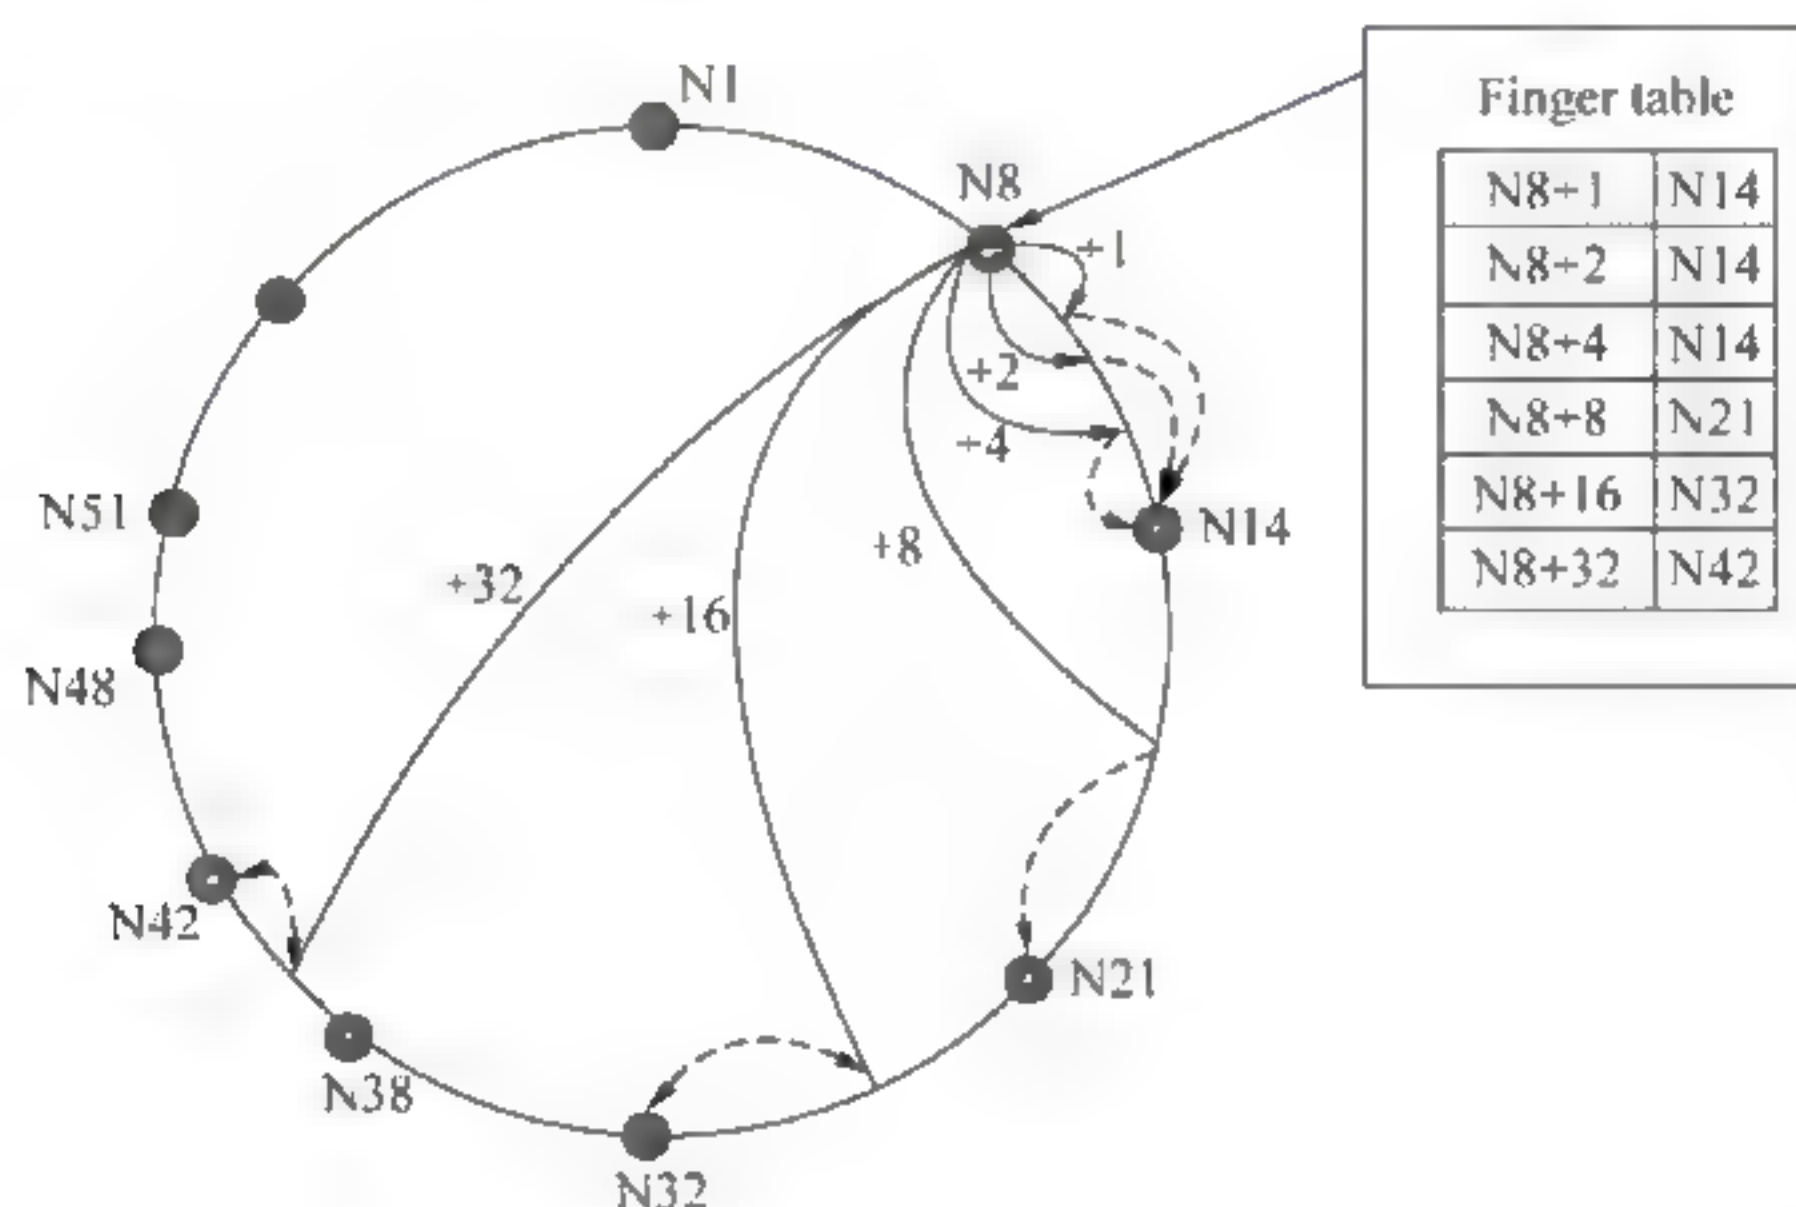 N1
N8
+1
+2
+4
+8
+16
+32
N14
N21
N32
N38
N42
N48
N51
Finger table
N8+1 N14
N8+2 N14
N8+4 N14
N8+8 N21
N8+16 N32
N8+32 N42